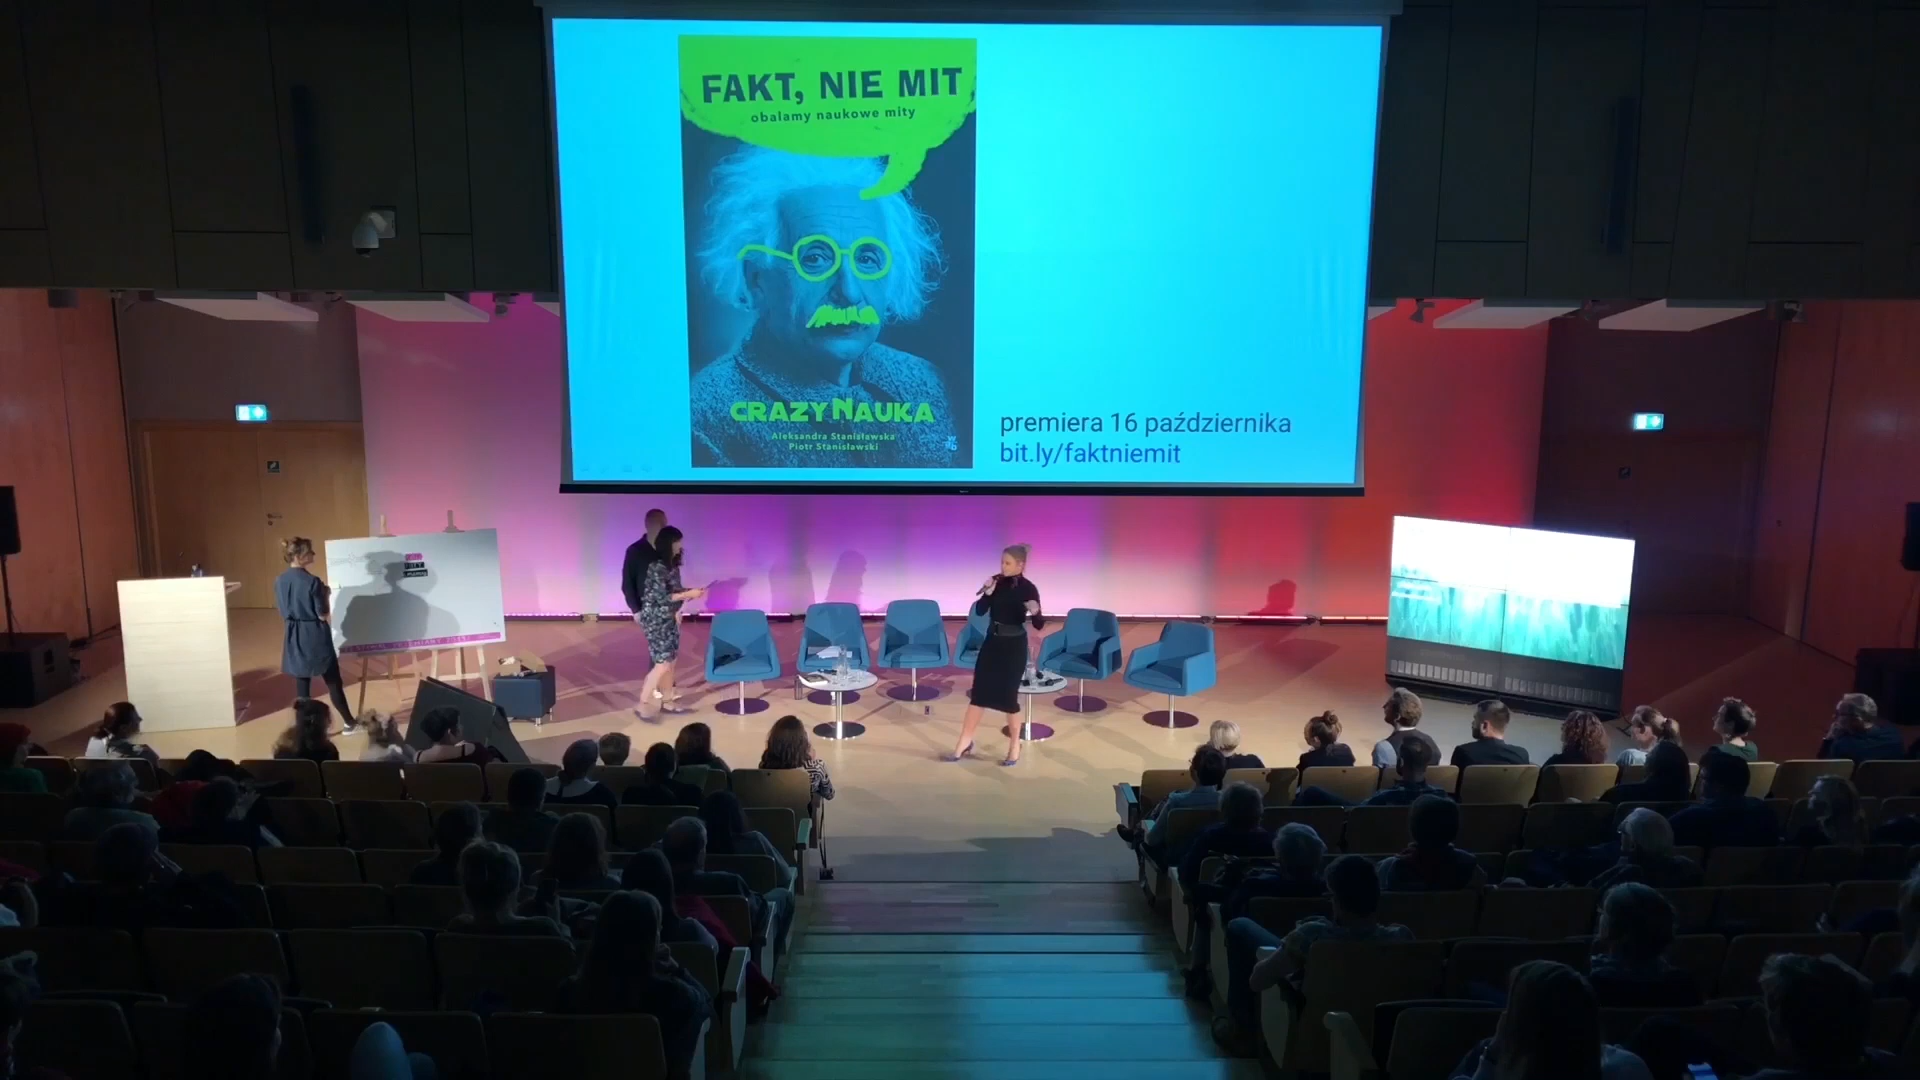 FAKT, NIE MIT
obalamy naukowe mity
CRAZY NAUKA
Aleksandra Stanisławska
Piotr Stanisławski
premiera 16 października
bit.ly/faktniemit